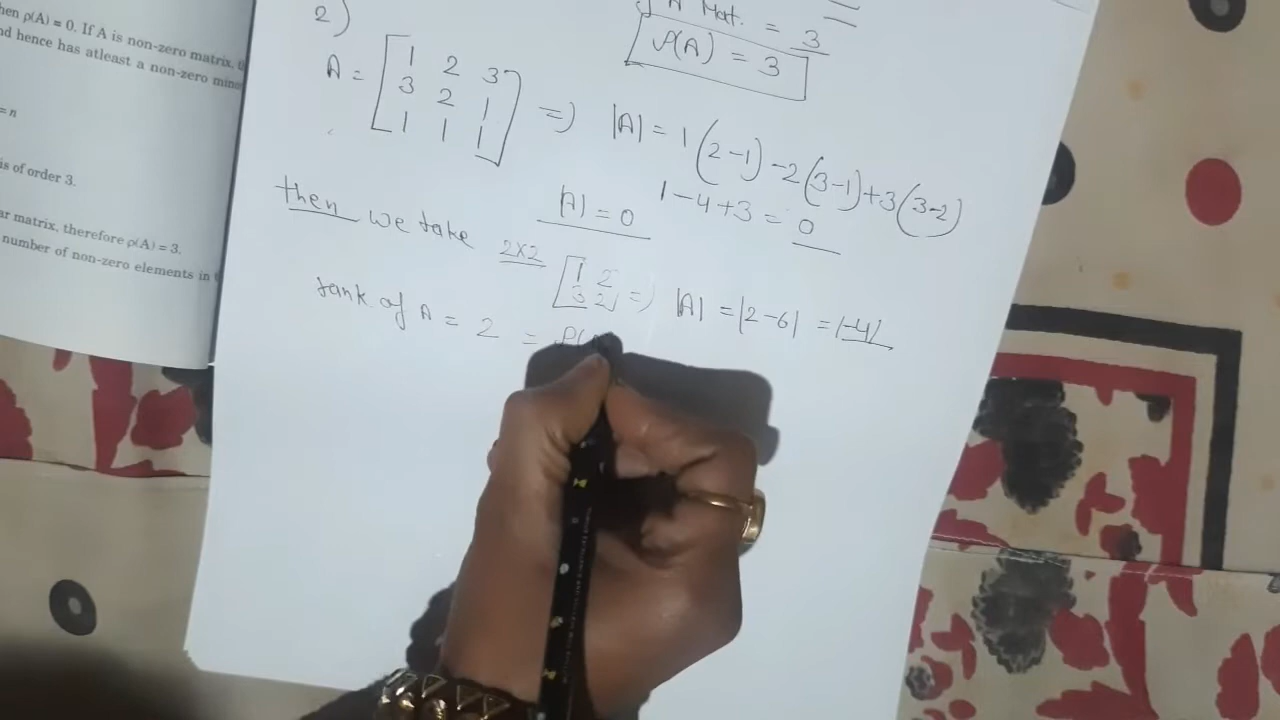 hen ρ(A) = 0. If A is non-zero matrix,
nd hence has atleast a non-zero mino
= n
is of order 3.
ar matrix, therefore ρ(A) = 3.
number of non-zero elements in
Mat. = 3
ρ(A) = 3
2)
A = [1 2 3
3 2 1
1 1 1] => |A| = 1(2-1)-2(3-1)+3(3-2)
1-4+3 = 0
|A| = 0
then we take 2×2 [1 2
3 2] => |A| = |2-6| = |-4|
rank of A = 2 = ρ(